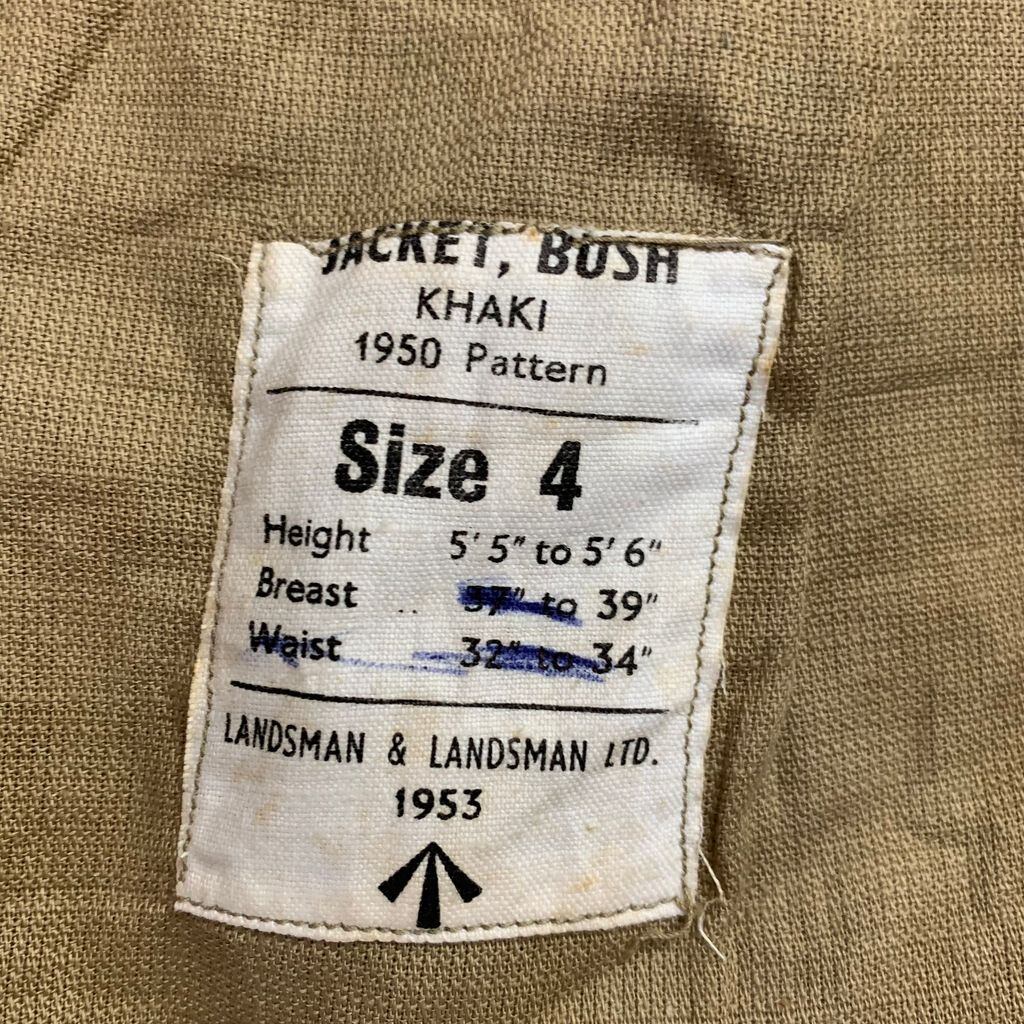 JACKET, BUSH
KHAKI
1950 Pattern
Size 4
Height 5' 5" to 5' 6"
Breast .. 37" to 39"
Waist 32" to 34"
LANDSMAN & LANDSMAN LTD.
1953